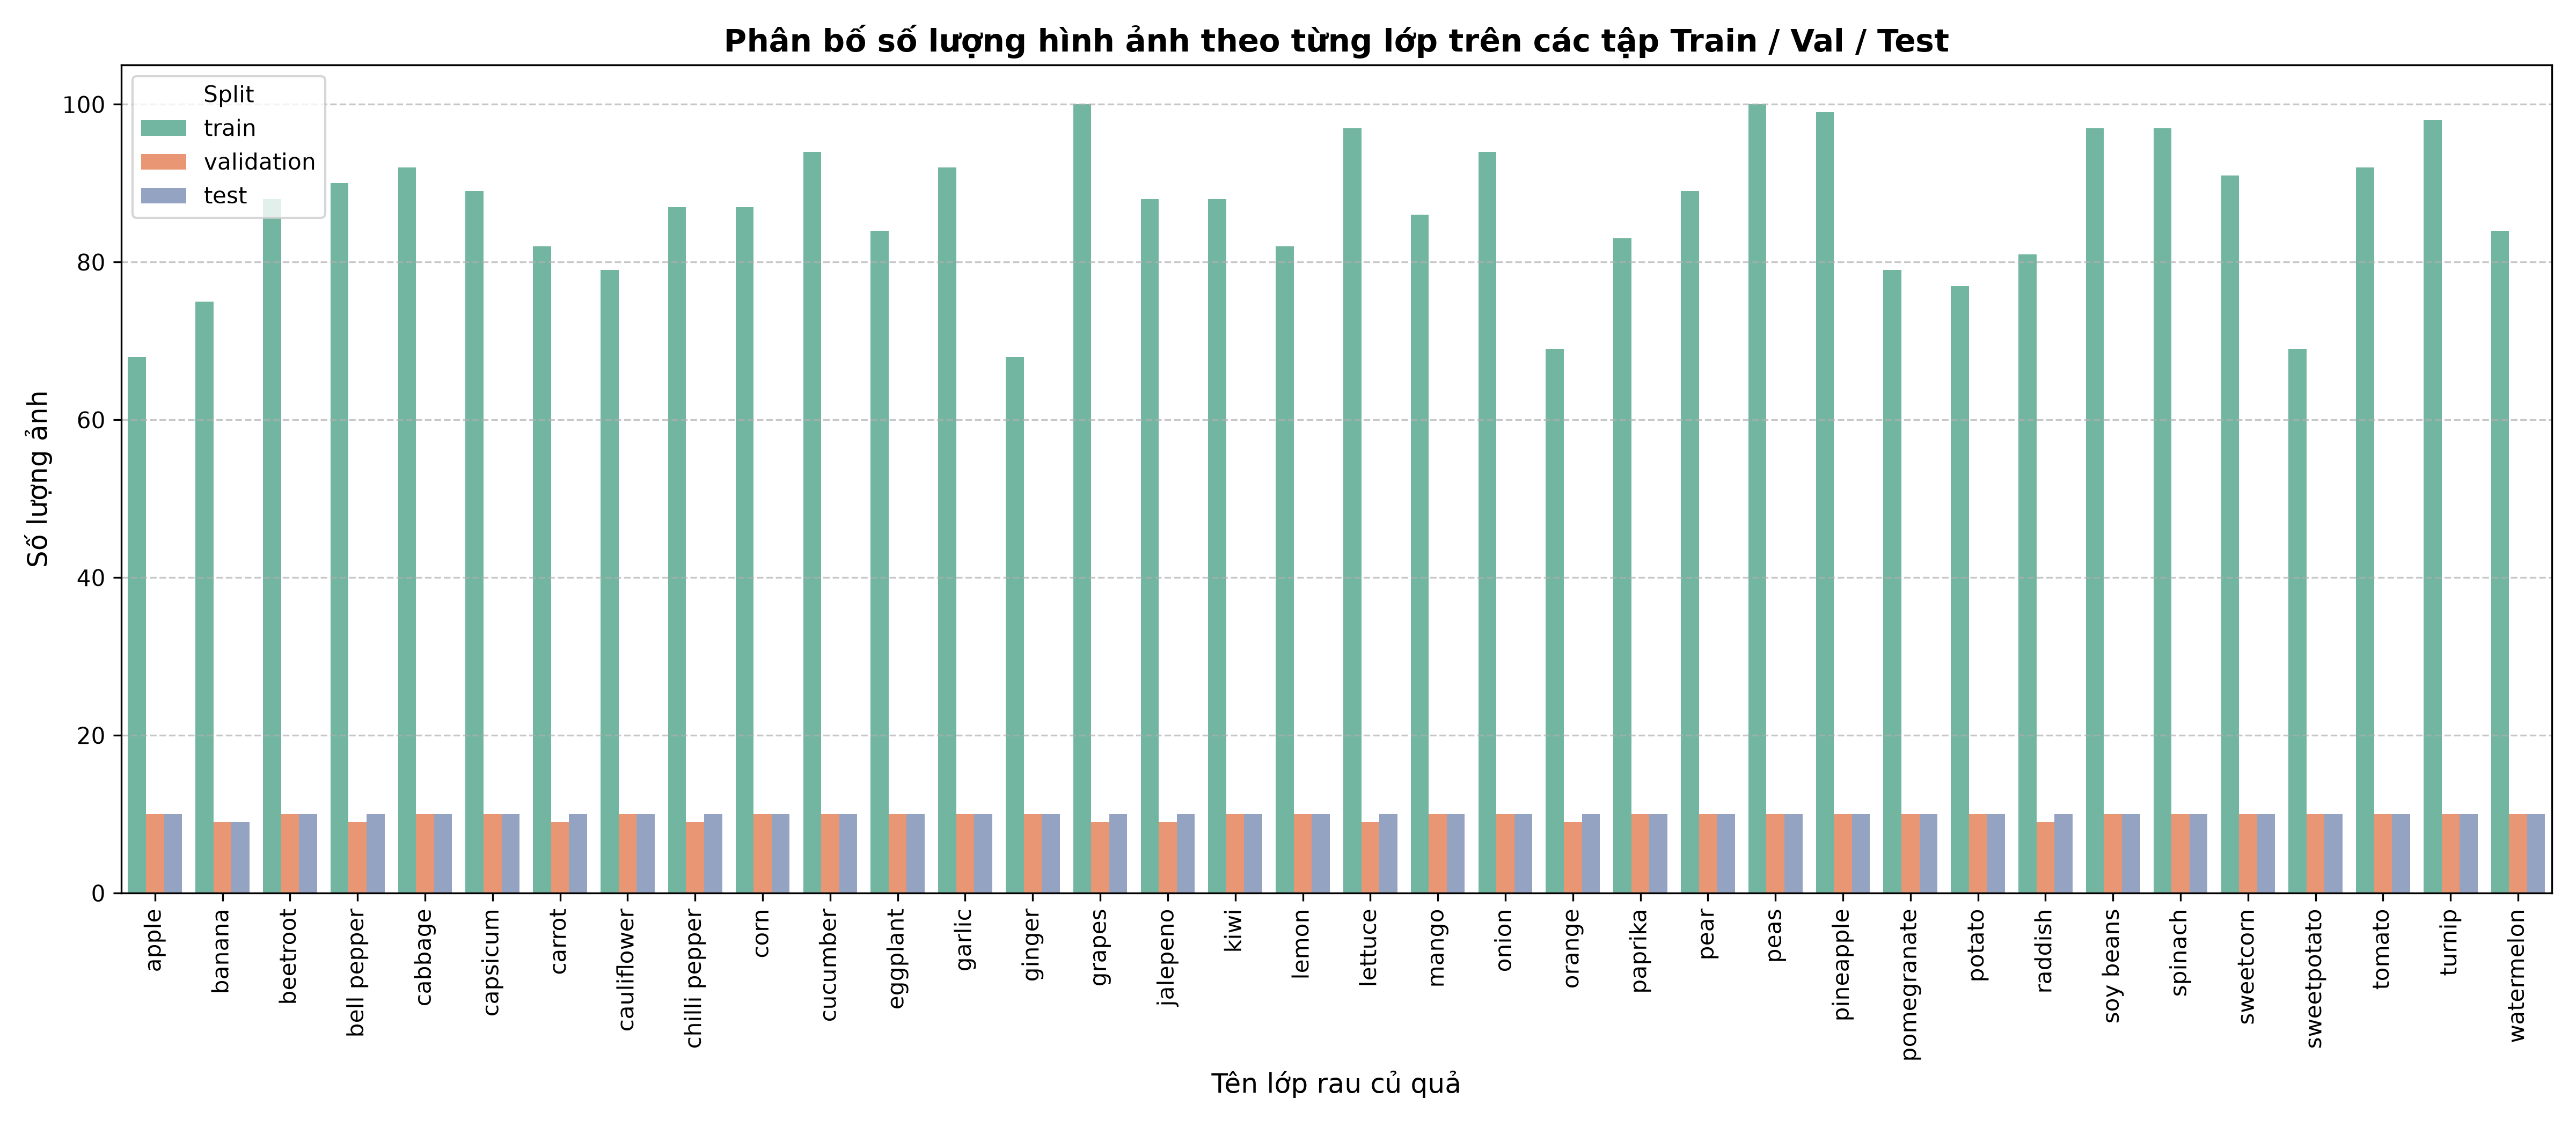 Phân bố số lượng hình ảnh theo từng lớp trên các tập Train / Val / Test
Split
train
validation
test
Số lượng ảnh
100
80
60
40
20
0
apple
banana
beetroot
bell pepper
cabbage
capsicum
carrot
cauliflower
chilli pepper
corn
cucumber
eggplant
garlic
ginger
grapes
jalepeno
kiwi
lemon
lettuce
mango
onion
orange
paprika
pear
peas
pineapple
pomegranate
potato
raddish
soy beans
spinach
sweetcorn
sweetpotato
tomato
turnip
watermelon
Tên lớp rau củ quả